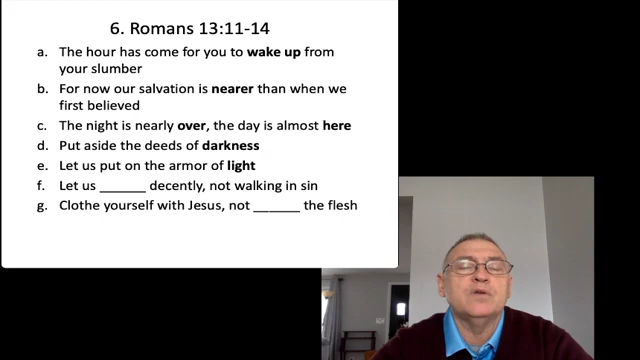 6. Romans 13:11-14
a. The hour has come for you to wake up from
your slumber
b. For now our salvation is nearer than when we
first believed
c. The night is nearly over, the day is almost here
d. Put aside the deeds of darkness
e. Let us put on the armor of light
f. Let us ______ decently, not walking in sin
g. Clothe yourself with Jesus, not ______ the flesh